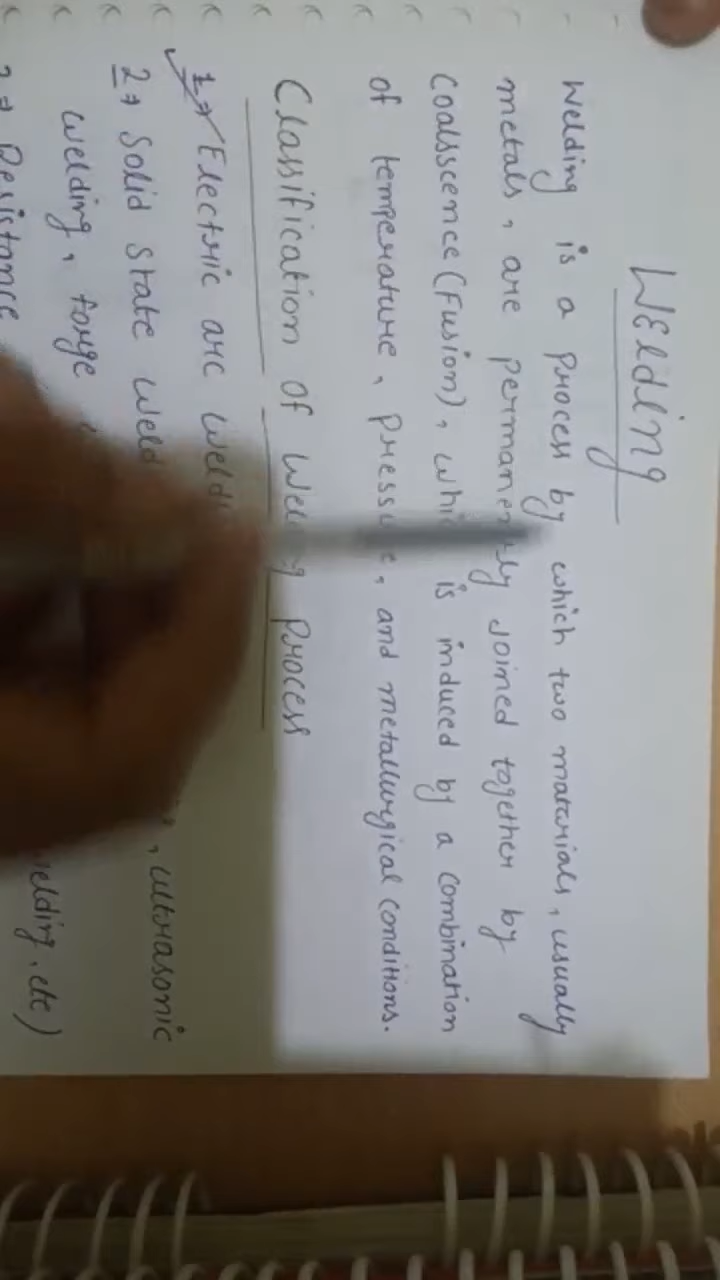 Welding
Welding is a process by which two materials, usually
metals, are permanently joined together by
Coalsscence (Fusion), which is induced by a combination
of temperature, pressure, and metallurgical conditions.
Classification of Welding process
1⇒ Electric arc
2⇒ Solid state ultrasonic
welding, forge welding, etc)
Resistance